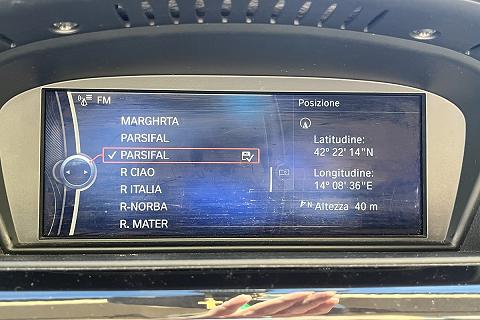 FM
MARGHRTA
PARSIFAL
PARSIFAL
R CIAO
R ITALIA
R-NORBA
R. MATER
Posizione
Latitudine:
42° 22' 14"N
Longitudine:
14° 08' 36"E
N Altezza 40 m